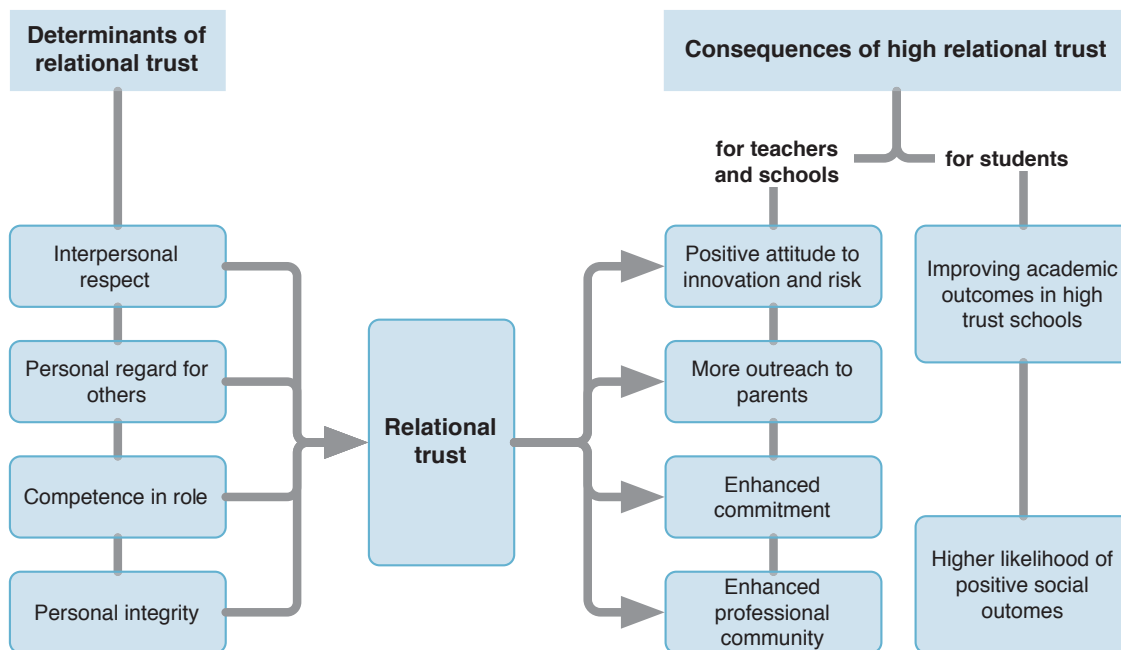 Determinants of
relational trust
Interpersonal
respect
Personal regard for
others
Competence in role
Personal integrity
Relational
trust
Consequences of high relational trust
for teachers
and schools
for students
Positive attitude to
innovation and risk
More outreach to
parents
Enhanced
commitment
Enhanced
professional
community
Improving academic
outcomes in high
trust schools
Higher likelihood of
positive social
outcomes